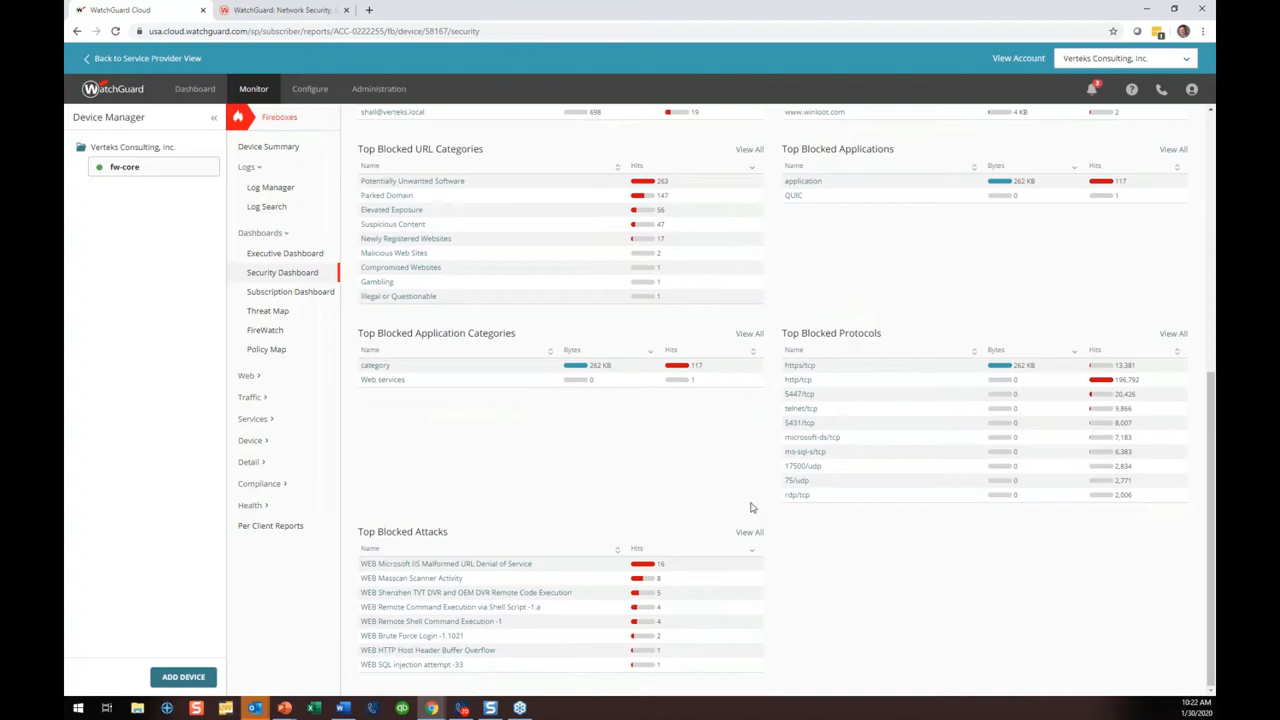 WatchGuard Cloud
WatchGuard: Network Security,
usa.cloud.watchguard.com/sp/subscriber/reports/ACC-0222255/fb/device/58167/security
Back to Service Provider View
View Account
Verteks Consulting, Inc.
WatchGuard
Dashboard
Monitor
Configure
Administration
3
Device Manager
Verteks Consulting, Inc.
fw-core
ADD DEVICE
Fireboxes
Device Summary
Logs
Log Manager
Log Search
Dashboards
Executive Dashboard
Security Dashboard
Subscription Dashboard
Threat Map
FireWatch
Policy Map
Web
Traffic
Services
Device
Detail
Compliance
Health
Per Client Reports
shall@verteks.local 698 19
www.winloot.com 4 KB 2
Top Blocked URL Categories View All
Name Hits
Potentially Unwanted Software 263
Parked Domain 147
Elevated Exposure 56
Suspicious Content 47
Newly Registered Websites 17
Malicious Web Sites 2
Compromised Websites 1
Gambling 1
Illegal or Questionable 1
Top Blocked Applications View All
Name Bytes Hits
application 262 KB 117
QUIC 0 1
Top Blocked Application Categories View All
Name Bytes Hits
category 262 KB 117
Web services 0 1
Top Blocked Protocols View All
Name Bytes Hits
https/tcp 262 KB 13,381
http/tcp 0 196,792
5447/tcp 0 20,426
telnet/tcp 0 9,866
5431/tcp 0 8,007
microsoft-ds/tcp 0 7,183
ms-sql-s/tcp 0 6,383
17500/udp 0 2,834
75/udp 0 2,771
rdp/tcp 0 2,006
Top Blocked Attacks View All
Name Hits
WEB Microsoft IIS Malformed URL Denial of Service 16
WEB Masscan Scanner Activity 8
WEB Shenzhen TVT DVR and OEM DVR Remote Code Execution 5
WEB Remote Command Execution via Shell Script -1.a 4
WEB Remote Shell Command Execution -1 4
WEB Brute Force Login -1.1021 2
WEB HTTP Host Header Buffer Overflow 1
WEB SQL injection attempt -33 1
10:22 AM
1/30/2020